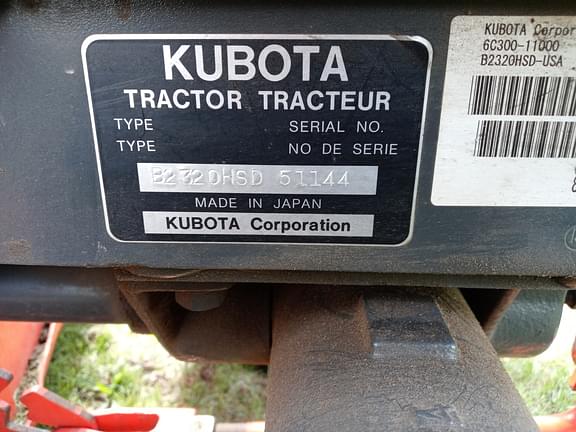 KUBOTA
TRACTOR TRACTEUR
TYPE SERIAL NO.
TYPE NO DE SERIE
B2320HSD 51144
MADE IN JAPAN
KUBOTA Corporation
KUBOTA Corpor
6C300-11000
B2320HSD-USA